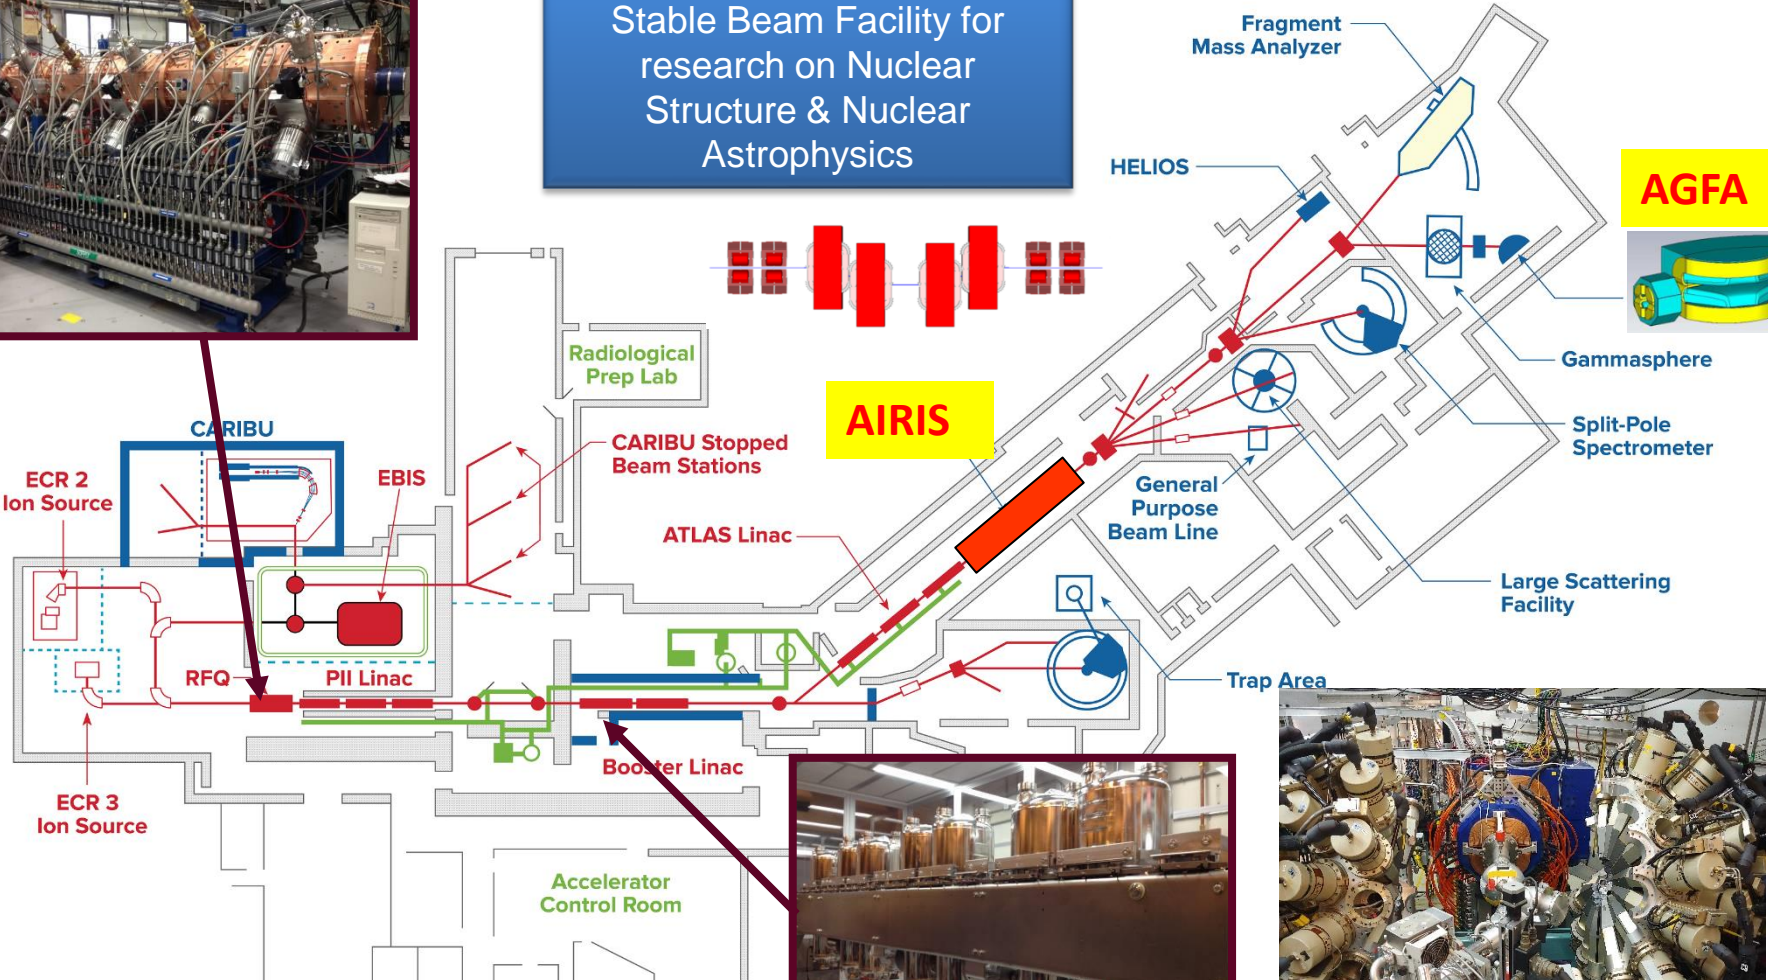 Stable Beam Facility for
research on Nuclear
Structure & Nuclear
Astrophysics
Fragment
Mass Analyzer
HELIOS
AGFA
Gammasphere
Split-Pole
Spectrometer
Radiological
Prep Lab
AIRIS
CARIBU
CARIBU Stopped
Beam Stations
ECR 2
Ion Source
EBIS
General
Purpose
Beam Line
ATLAS Linac
Large Scattering
Facility
RFQ
PII Linac
Trap Area
Booster Linac
ECR 3
Ion Source
Accelerator
Control Room